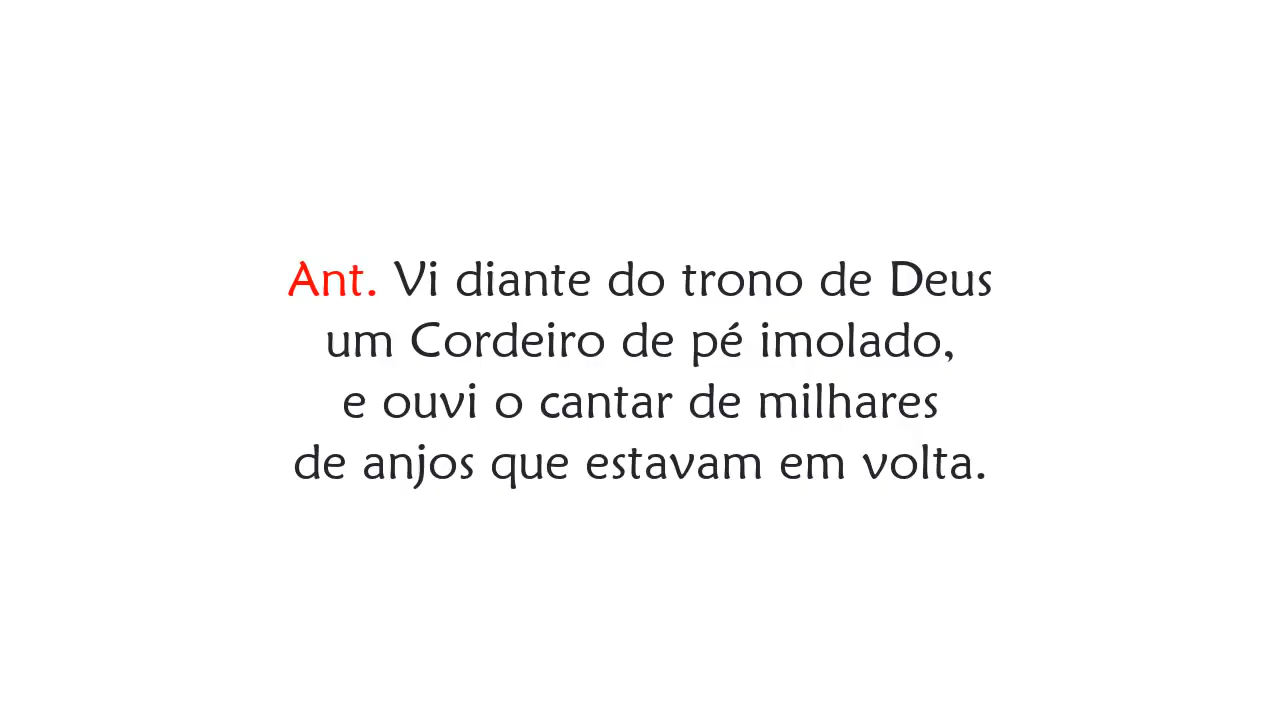 Ant. Vi diante do trono de Deus
um Cordeiro de pé imolado,
e ouvi o cantar de milhares
de anjos que estavam em volta.